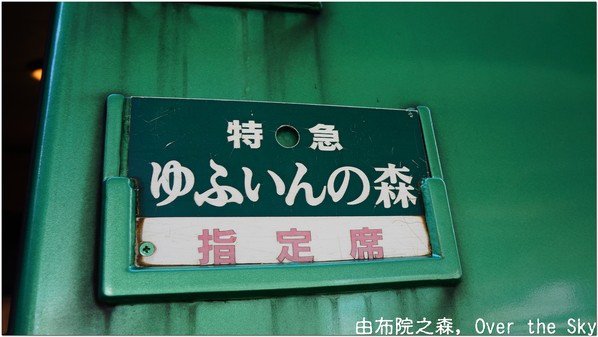 特急
ゆふいんの森
指定席
由布院之森, Over the Sky